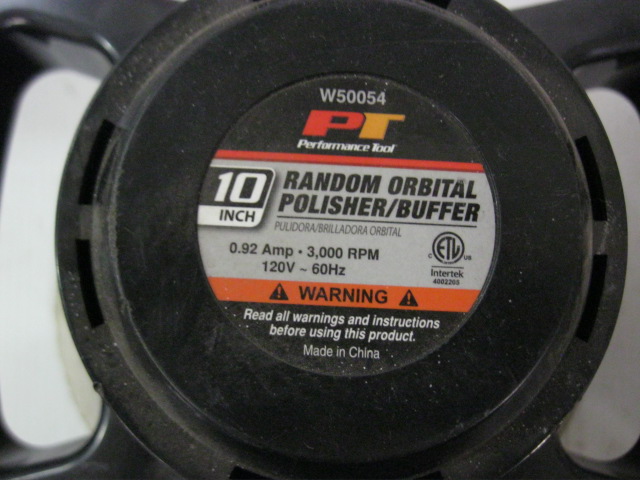 W50054
PT
Performance Tool
10
INCH
RANDOM ORBITAL
POLISHER/BUFFER
PULIDORA/BRILLADORA ORBITAL
0.92 Amp • 3,000 RPM
120V ~ 60Hz
C ETL US
Intertek
4002265
WARNING
Read all warnings and instructions
before using this product.
Made in China